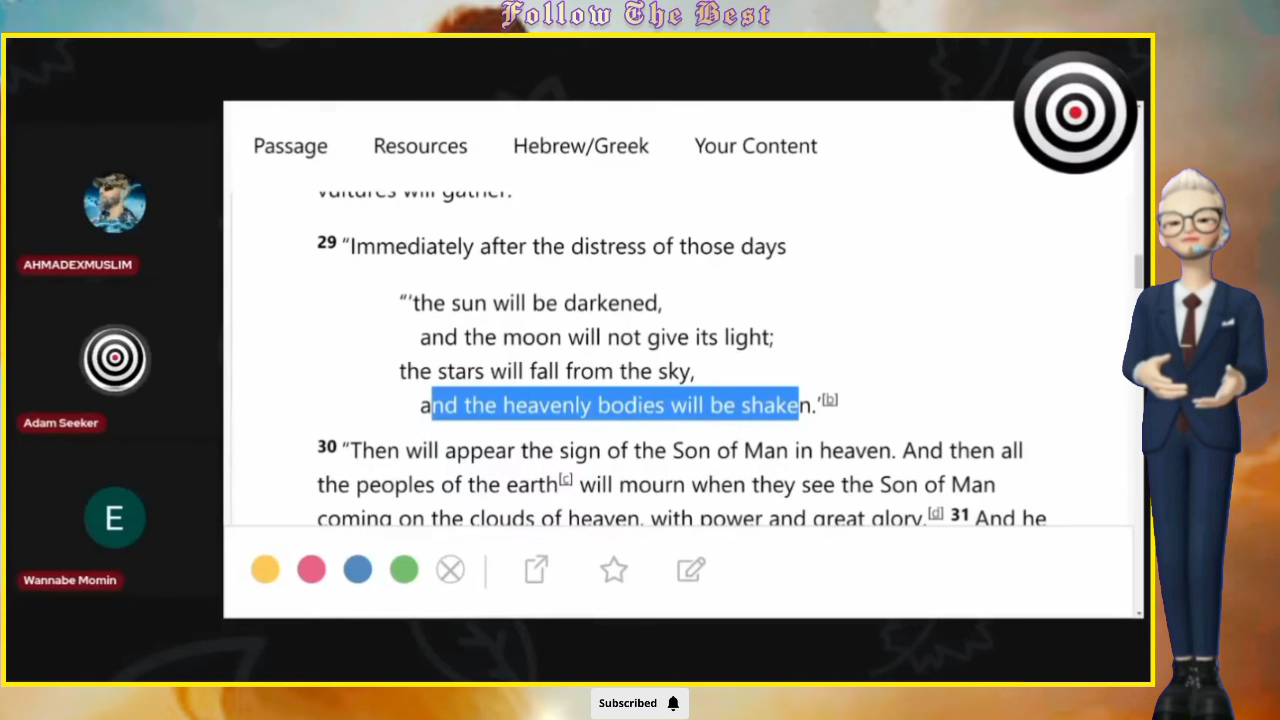 Follow The Best
Passage Resources Hebrew/Greek Your Content
vultures will gather.
29 “Immediately after the distress of those days
“‘the sun will be darkened,
and the moon will not give its light;
the stars will fall from the sky,
and the heavenly bodies will be shaken.’[b]
30 “Then will appear the sign of the Son of Man in heaven. And then all
the peoples of the earth[c] will mourn when they see the Son of Man
coming on the clouds of heaven, with power and great glory.[d] 31 And he
AHMADEXMUSLIM
Adam Seeker
E
Wannabe Momin
Subscribed